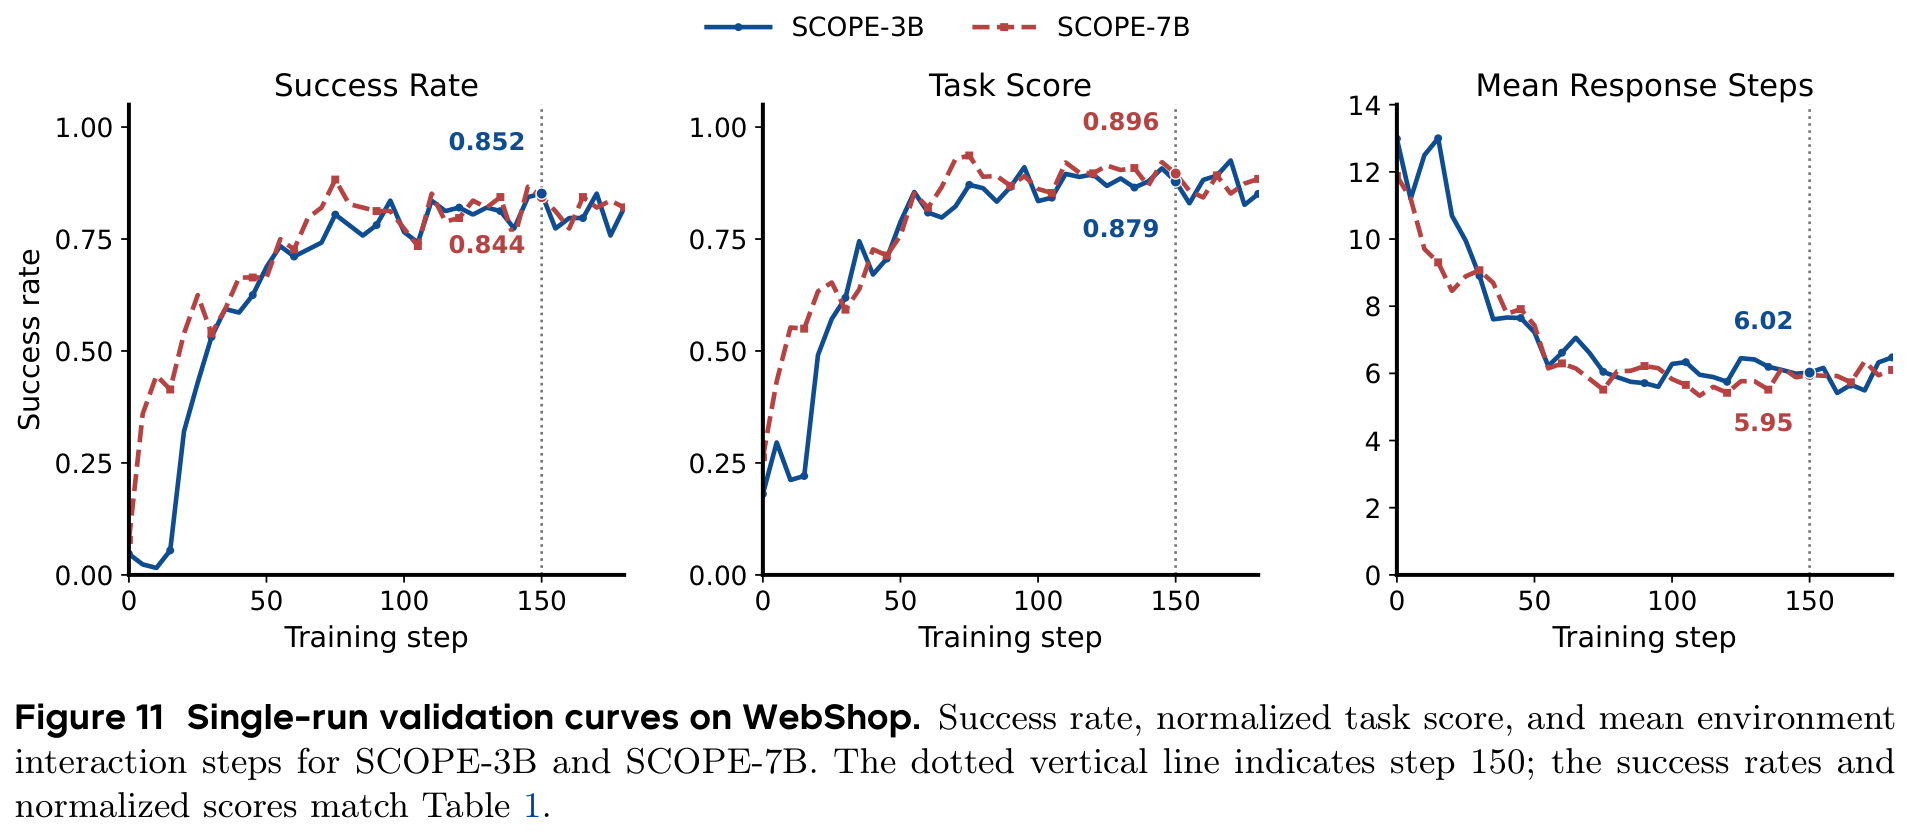 SCOPE-3B SCOPE-7B
Success Rate
Success rate
1.00
0.75
0.50
0.25
0.00
0.852
0.844
0 50 100 150
Training step
Task Score
1.00
0.75
0.50
0.25
0.00
0.896
0.879
0 50 100 150
Training step
Mean Response Steps
14
12
10
8
6
4
2
0
6.02
5.95
0 50 100 150
Training step
Figure 11 Single-run validation curves on WebShop. Success rate, normalized task score, and mean environment
interaction steps for SCOPE-3B and SCOPE-7B. The dotted vertical line indicates step 150; the success rates and
normalized scores match Table 1.